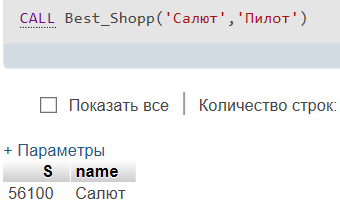 CALL Best_Shopp('Салют','Пилот')
Показать все | Количество строк:
+ Параметры
S name
56100 Салют